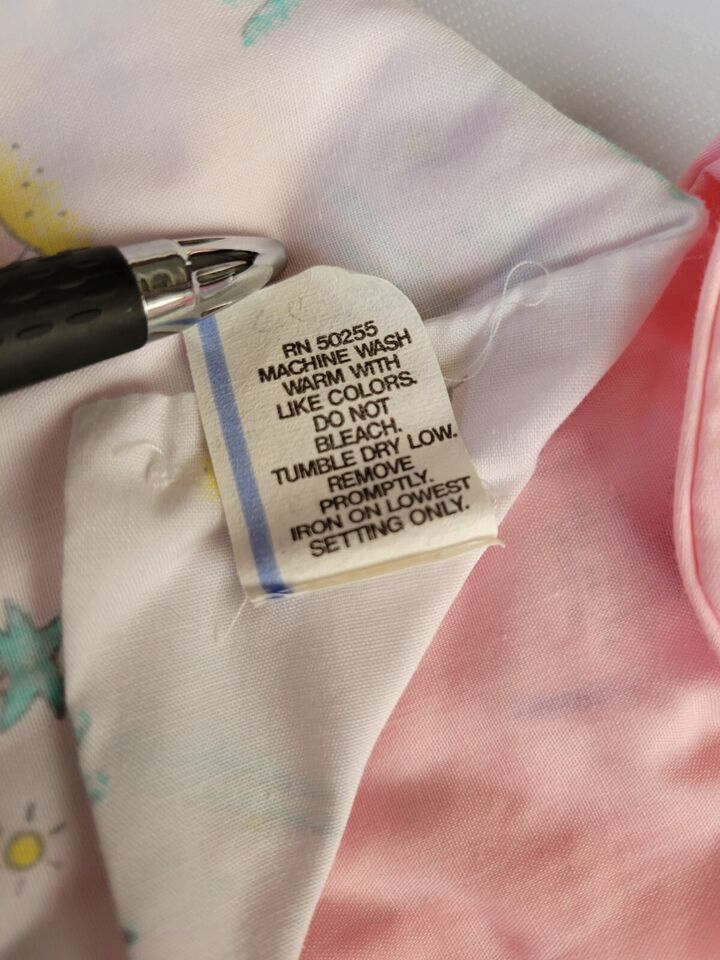 RN 50255
MACHINE WASH
WARM WITH
LIKE COLORS.
DO NOT
BLEACH.
TUMBLE DRY LOW.
REMOVE
PROMPTLY.
IRON ON LOWEST
SETTING ONLY.